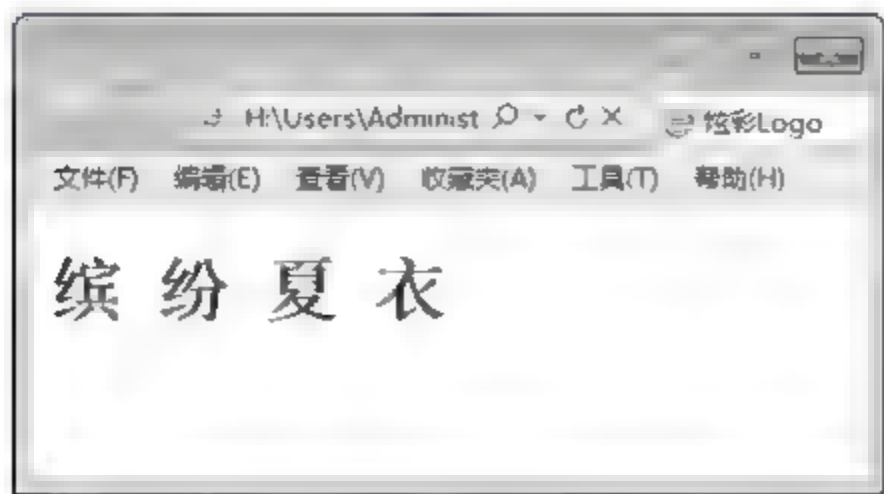 H:\Users\Administ 炫彩Logo
文件(F) 编辑(E) 查看(V) 收藏夹(A) 工具(T) 帮助(H)
缤 纷 夏 衣